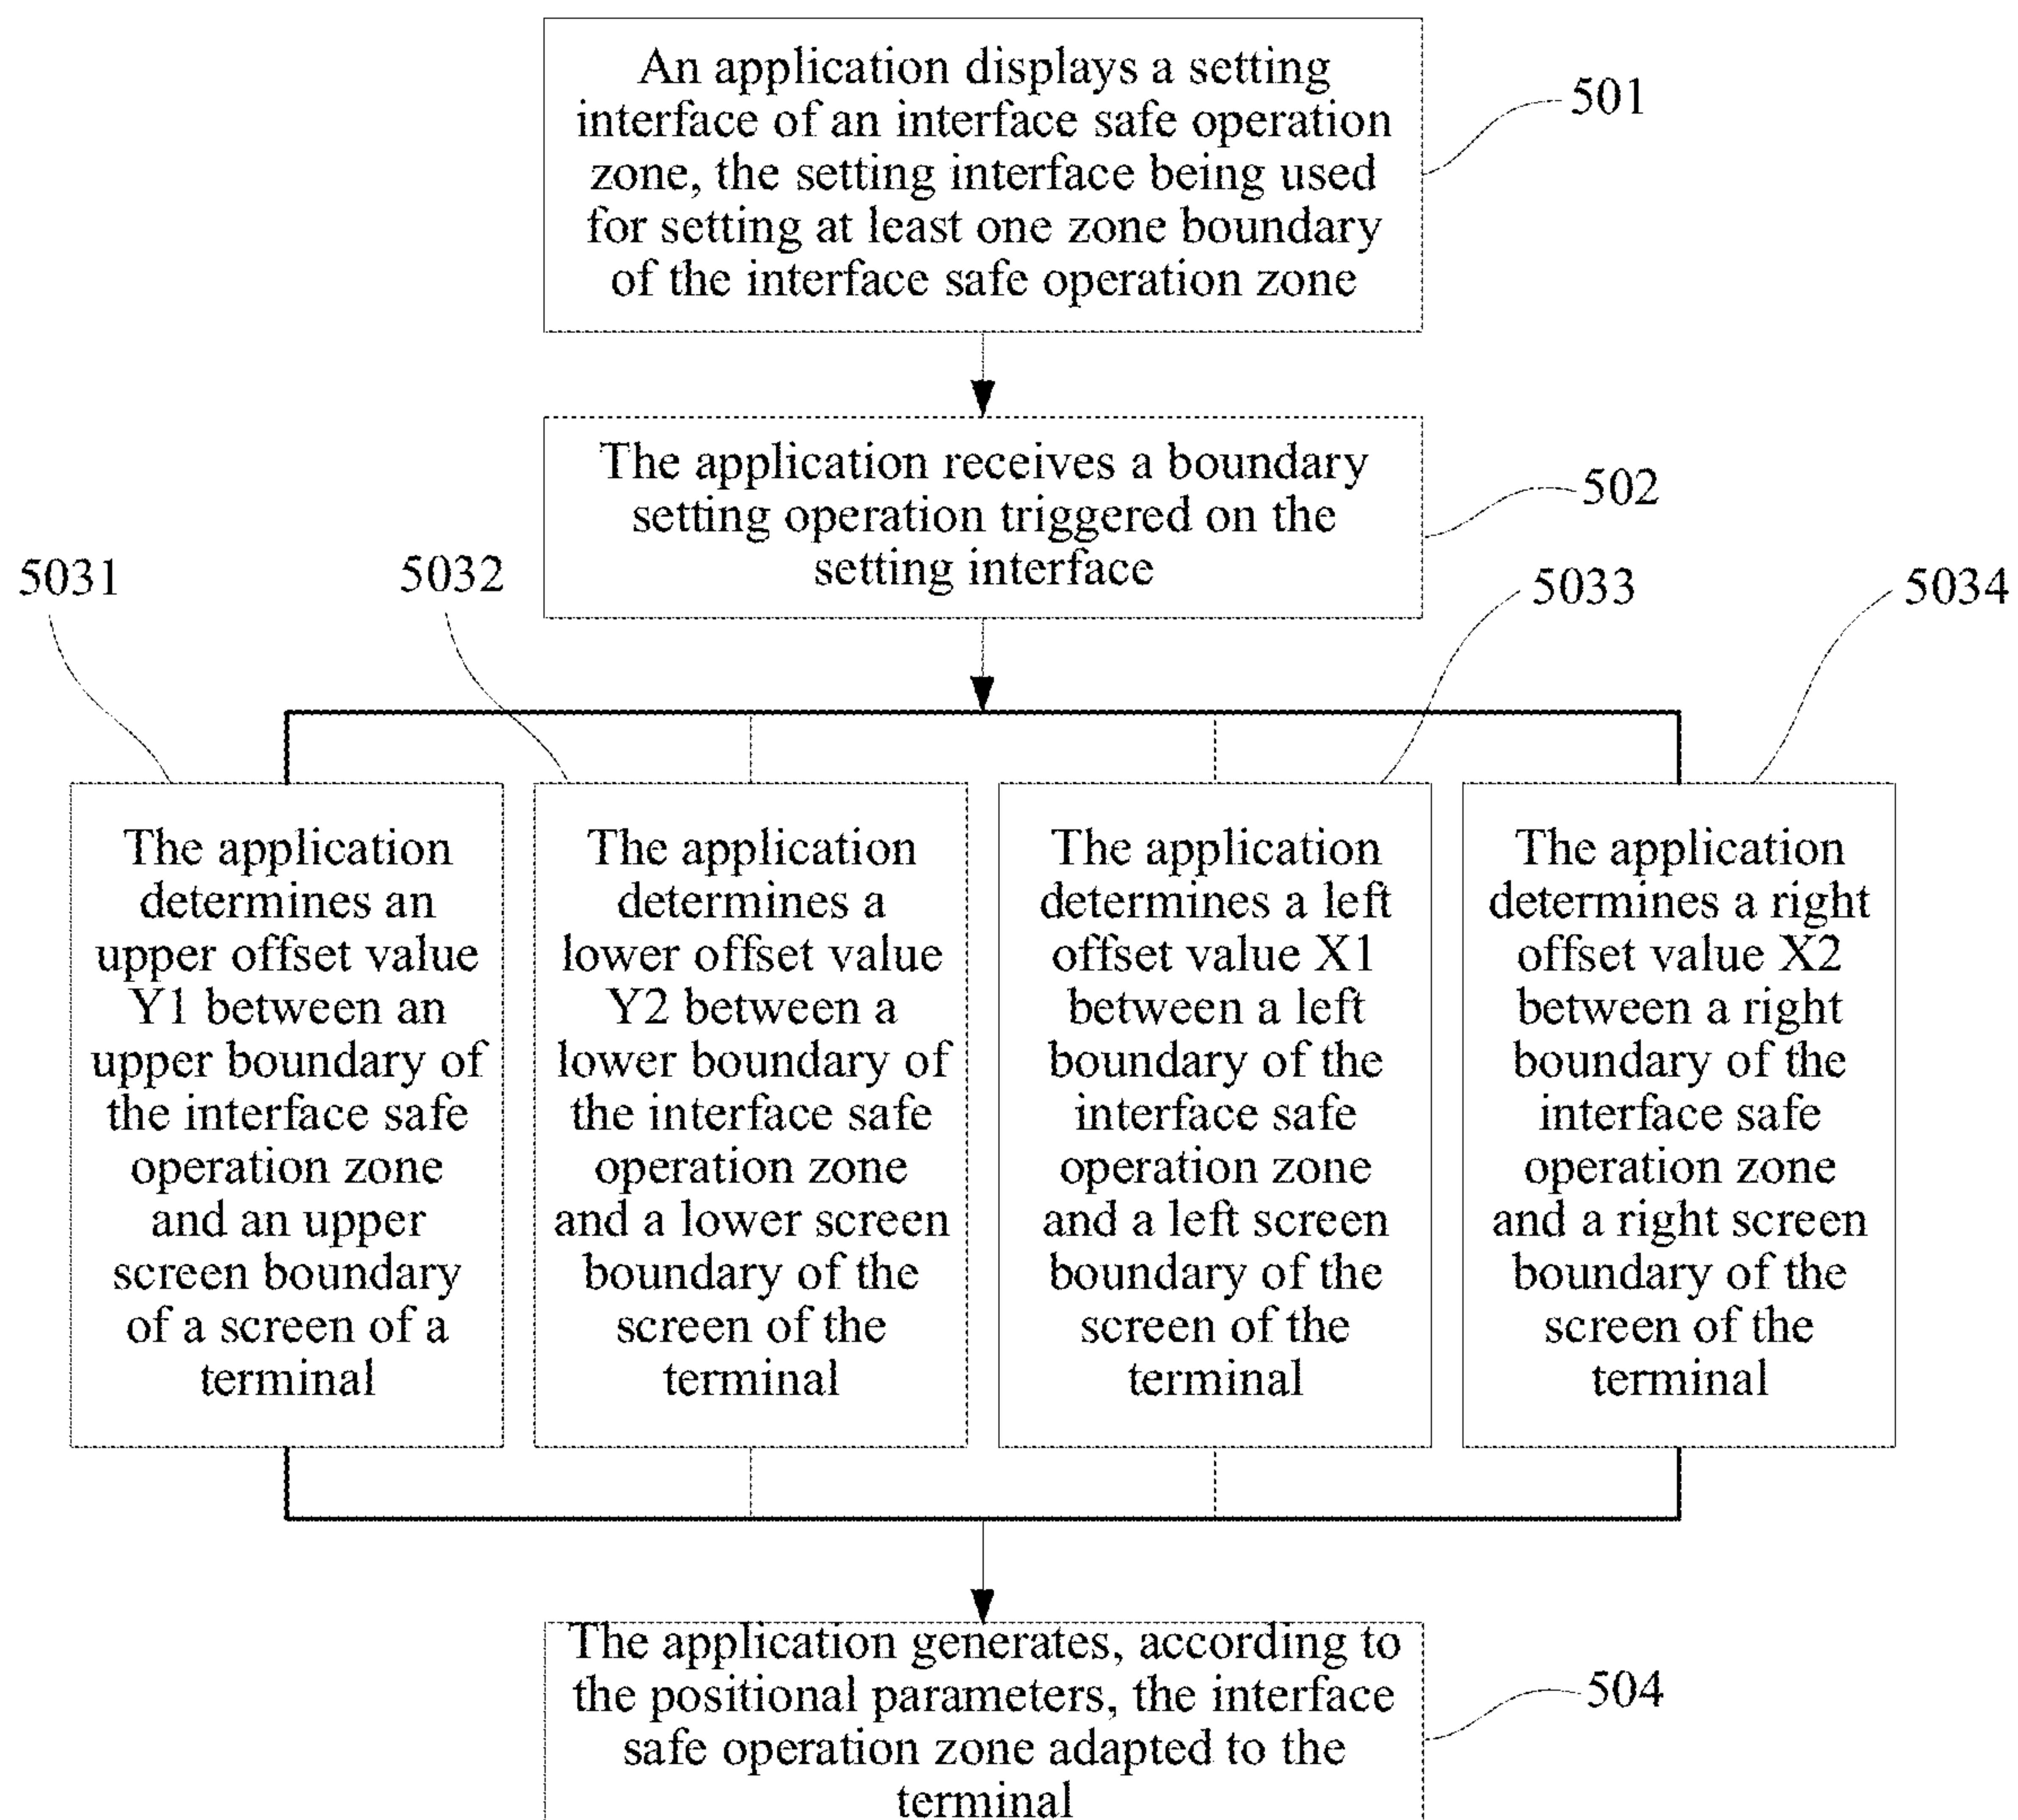 An application displays a setting
interface of an interface safe operation
zone, the setting interface being used
for setting at least one zone boundary
of the interface safe operation zone
501
The application receives a boundary
setting operation triggered on the
setting interface
502
5031
5032
5033
5034
The application
determines an
upper offset value
Y1 between an
upper boundary of
the interface safe
operation zone
and an upper
screen boundary
of a screen of a
terminal
The application
determines a
lower offset value
Y2 between a
lower boundary of
the interface safe
operation zone
and a lower screen
boundary of the
screen of the
terminal
The application
determines a left
offset value X1
between a left
boundary of the
interface safe
operation zone
and a left screen
boundary of the
screen of the
terminal
The application
determines a right
offset value X2
between a right
boundary of the
interface safe
operation zone
and a right screen
boundary of the
screen of the
terminal
The application generates, according to
the positional parameters, the interface
safe operation zone adapted to the
terminal
504